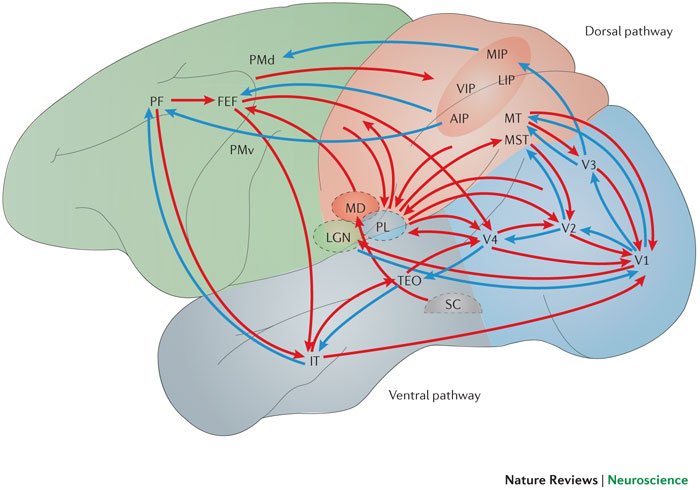 Dorsal pathway
PMd
MIP
VIP
LIP
PF
FEF
AIP
MT
MST
PMv
V3
MD
PL
LGN
V4
V2
V1
TEO
SC
IT
Ventral pathway
Nature Reviews | Neuroscience